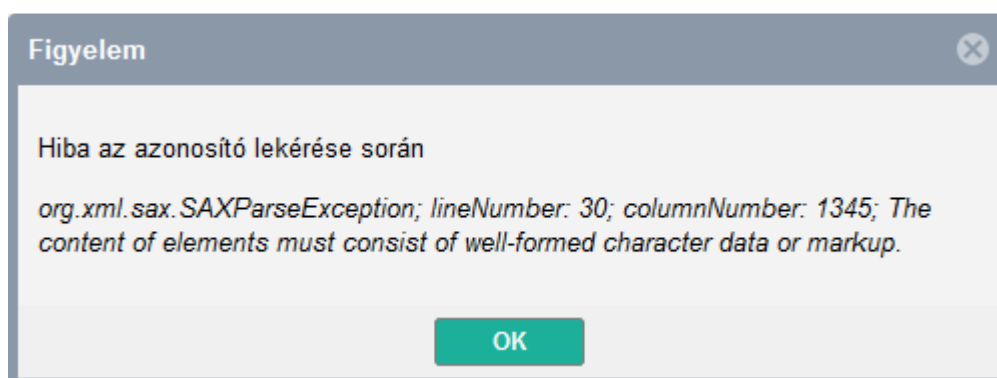 Figyelem
Hiba az azonosító lekérése során
org.xml.sax.SAXParseException; lineNumber: 30; columnNumber: 1345; The
content of elements must consist of well-formed character data or markup.
OK